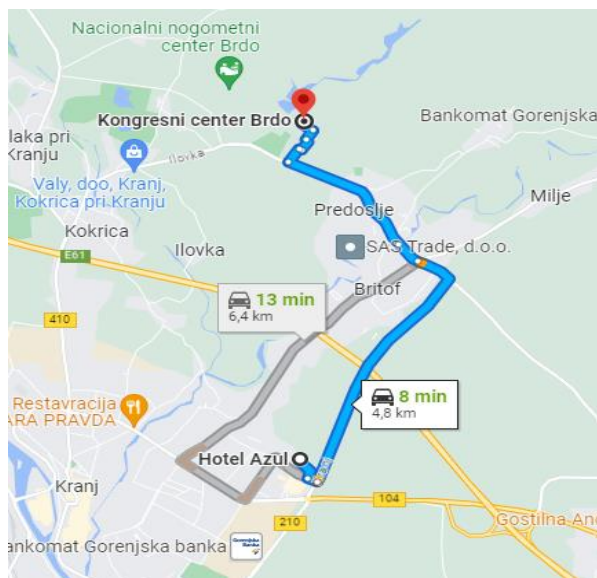 Nacionalni nogometni
center Brdo
Kongresni center Brdo
Bankomat Gorenjska
laka pri
Kranju
Ilovka
Valy, doo, Kranj,
Kokrica pri Kranju
Milje
Predoslje
Kokrica
Ilovka
SAS Trade, d.o.o.
E61
Britof
13 min
6,4 km
410
8 min
4,8 km
Restavracija
ARA PRAVDA
Hotel Azul
Kranj
104
210
Gostilna And
ankomat Gorenjska banka
Gorenjska
Banka